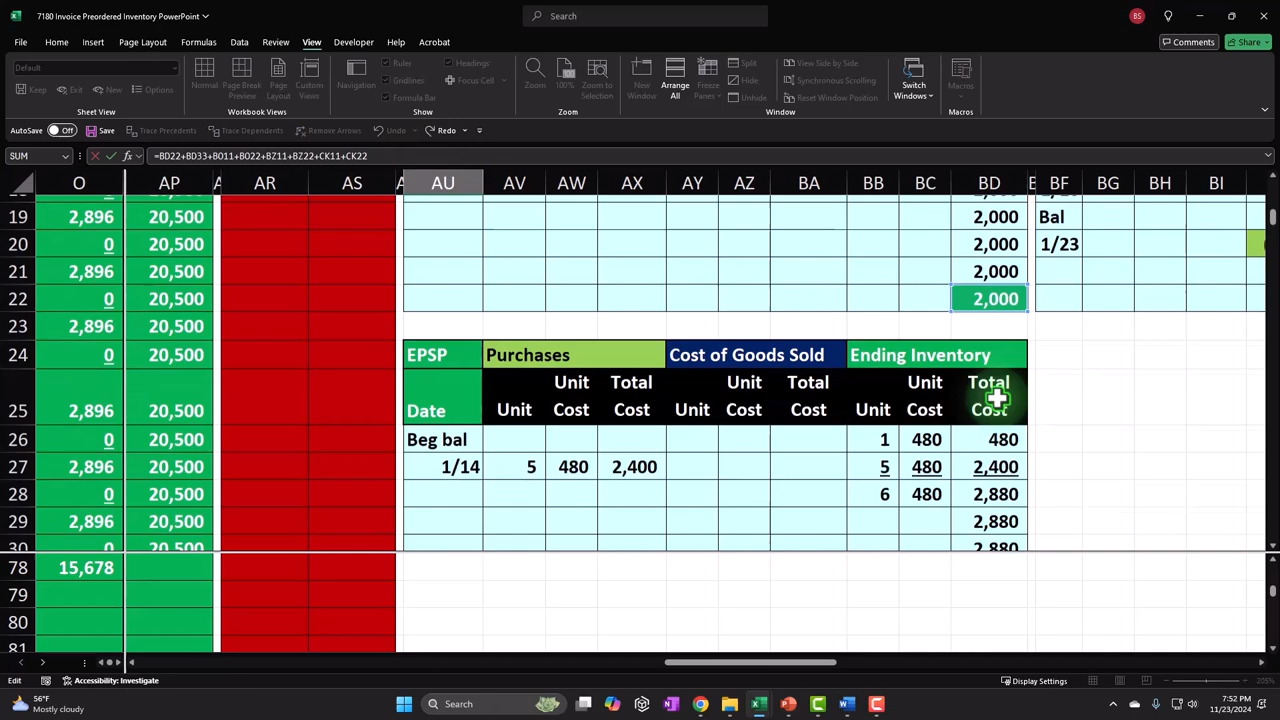 7180 Invoice Preordered Inventory PowerPoint
Search
BS
File Home Insert Page Layout Formulas Data Review View Developer Help Acrobat
Comments Share
Default
Keep Exit New Options
Sheet View
Normal Page Break Preview Page Layout Custom Views
Workbook Views
Navigation Ruler Headings
Gridlines Focus Cell
Formula Bar
Show
Zoom 100% Zoom to Selection
Zoom
New Window Arrange All Freeze Panes
Split
Hide
Unhide
View Side by Side
Synchronous Scrolling
Reset Window Position
Switch Windows
Window
Macros
Macros
AutoSave Off Save Trace Precedents Trace Dependents Remove Arrows Undo Redo
SUM fx =BD22+BD33+BO11+BO22+BZ11+BZ22+CK11+CK22
O AP AR AS AU AV AW AX AY AZ BA BB BC BD BF BG BH BI
19 2,896 20,500 2,000 Bal
20 0 20,500 2,000 1/23
21 2,896 20,500 2,000
22 0 20,500 2,000
23 2,896 20,500
24 0 20,500 EPSP Purchases Cost of Goods Sold Ending Inventory
Unit Total Unit Total Unit Total
25 2,896 20,500 Date Unit Cost Cost Unit Cost Cost Unit Cost Cost
26 0 20,500 Beg bal 1 480 480
27 2,896 20,500 1/14 5 480 2,400 5 480 2,400
28 0 20,500 6 480 2,880
29 2,896 20,500 2,880
30 0 20,500 2,880
78 15,678
79
80
81
Edit Accessibility: Investigate Display Settings 205%
56°F
Mostly cloudy
Search
7:52 PM
11/23/2024